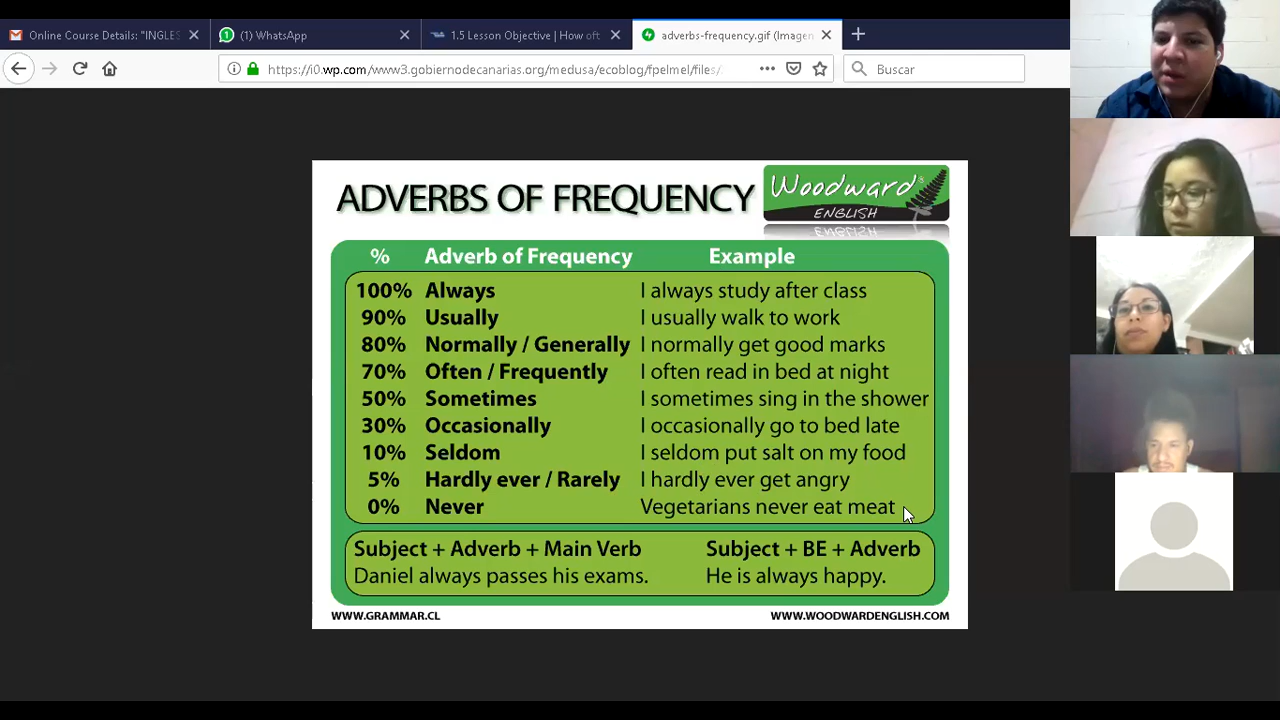 Online Course Details: "INGLES
(1) WhatsApp
1.5 Lesson Objective | How oft
adverbs-frequency.gif (Imagen
https://i0.wp.com/www3.gobiernodecanarias.org/medusa/ecoblog/fpelmel/files/
Buscar
ADVERBS OF FREQUENCY
Woodward
ENGLISH
% Adverb of Frequency Example
100% Always I always study after class
90% Usually I usually walk to work
80% Normally / Generally I normally get good marks
70% Often / Frequently I often read in bed at night
50% Sometimes I sometimes sing in the shower
30% Occasionally I occasionally go to bed late
10% Seldom I seldom put salt on my food
5% Hardly ever / Rarely I hardly ever get angry
0% Never Vegetarians never eat meat
Subject + Adverb + Main Verb Subject + BE + Adverb
Daniel always passes his exams. He is always happy.
WWW.GRAMMAR.CL WWW.WOODWARDENGLISH.COM